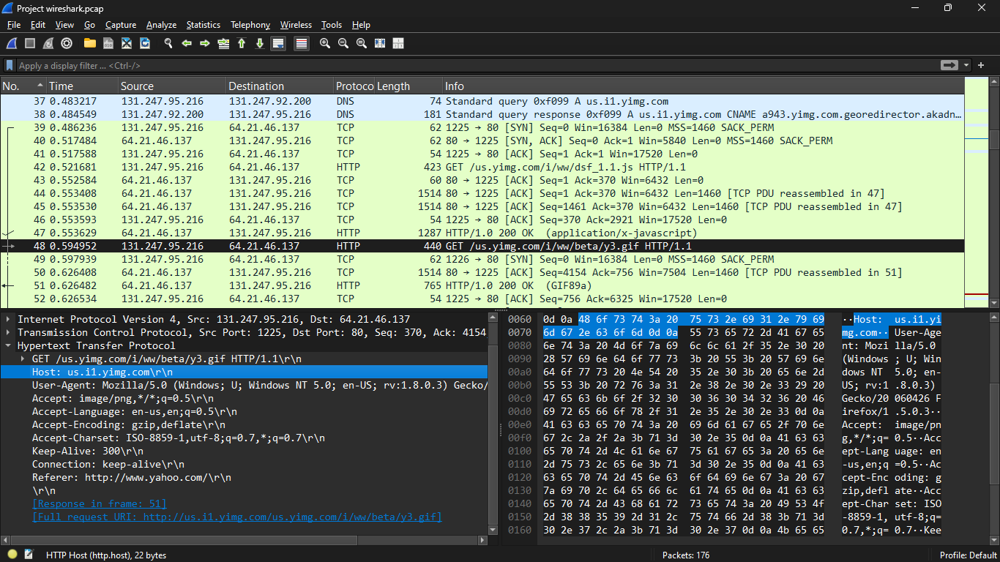 Project wireshark.pcap
File Edit View Go Capture Analyze Statistics Telephony Wireless Tools Help
Apply a display filter ... <Ctrl-/>
No. Time Source Destination Protoco Length Info
37 0.483217 131.247.95.216 131.247.92.200 DNS 74 Standard query 0xf099 A us.i1.yimg.com
38 0.484549 131.247.92.200 131.247.95.216 DNS 181 Standard query response 0xf099 A us.i1.yimg.com CNAME a943.yimg.com.georedirector.akadn…
39 0.486236 131.247.95.216 64.21.46.137 TCP 62 1225 → 80 [SYN] Seq=0 Win=16384 Len=0 MSS=1460 SACK_PERM
40 0.517484 64.21.46.137 131.247.95.216 TCP 62 80 → 1225 [SYN, ACK] Seq=0 Ack=1 Win=5840 Len=0 MSS=1460 SACK_PERM
41 0.517588 131.247.95.216 64.21.46.137 TCP 54 1225 → 80 [ACK] Seq=1 Ack=1 Win=17520 Len=0
42 0.521681 131.247.95.216 64.21.46.137 HTTP 423 GET /us.yimg.com/i/ww/dsf_1.1.js HTTP/1.1
43 0.552584 64.21.46.137 131.247.95.216 TCP 60 80 → 1225 [ACK] Seq=1 Ack=370 Win=6432 Len=0
44 0.553408 64.21.46.137 131.247.95.216 TCP 1514 80 → 1225 [ACK] Seq=1 Ack=370 Win=6432 Len=1460 [TCP PDU reassembled in 47]
45 0.553530 64.21.46.137 131.247.95.216 TCP 1514 80 → 1225 [ACK] Seq=1461 Ack=370 Win=6432 Len=1460 [TCP PDU reassembled in 47]
46 0.553593 131.247.95.216 64.21.46.137 TCP 54 1225 → 80 [ACK] Seq=370 Ack=2921 Win=17520 Len=0
47 0.553629 64.21.46.137 131.247.95.216 HTTP 1287 HTTP/1.0 200 OK  (application/x-javascript)
48 0.594952 131.247.95.216 64.21.46.137 HTTP 440 GET /us.yimg.com/i/ww/beta/y3.gif HTTP/1.1
49 0.597939 131.247.95.216 64.21.46.137 TCP 62 1226 → 80 [SYN] Seq=0 Win=16384 Len=0 MSS=1460 SACK_PERM
50 0.626408 64.21.46.137 131.247.95.216 TCP 1514 80 → 1225 [ACK] Seq=4154 Ack=756 Win=7504 Len=1460 [TCP PDU reassembled in 51]
51 0.626482 64.21.46.137 131.247.95.216 HTTP 765 HTTP/1.0 200 OK  (GIF89a)
52 0.626534 131.247.95.216 64.21.46.137 TCP 54 1225 → 80 [ACK] Seq=756 Ack=6325 Win=17520 Len=0
Internet Protocol Version 4, Src: 131.247.95.216, Dst: 64.21.46.137
Transmission Control Protocol, Src Port: 1225, Dst Port: 80, Seq: 370, Ack: 4154
Hypertext Transfer Protocol
GET /us.yimg.com/i/ww/beta/y3.gif HTTP/1.1\r\n
Host: us.i1.yimg.com\r\n
User-Agent: Mozilla/5.0 (Windows; U; Windows NT 5.0; en-US; rv:1.8.0.3) Gecko/
Accept: image/png,*/*;q=0.5\r\n
Accept-Language: en-us,en;q=0.5\r\n
Accept-Encoding: gzip,deflate\r\n
Accept-Charset: ISO-8859-1,utf-8;q=0.7,*;q=0.7\r\n
Keep-Alive: 300\r\n
Connection: keep-alive\r\n
Referer: http://www.yahoo.com/\r\n
\r\n
[Response in frame: 51]
[Full request URI: http://us.i1.yimg.com/us.yimg.com/i/ww/beta/y3.gif]
0060 0d 0a 48 6f 73 74 3a 20 75 73 2e 69 31 2e 79 69 ··Host: us.i1.yi
0070 6d 67 2e 63 6f 6d 0d 0a 55 73 65 72 2d 41 67 65 mg.com·· User-Age
0080 6e 74 3a 20 4d 6f 7a 69 6c 6c 61 2f 35 2e 30 20 nt: Mozi lla/5.0
0090 28 57 69 6e 64 6f 77 73 3b 20 55 3b 20 57 69 6e (Windows ; U; Win
00a0 64 6f 77 73 20 4e 54 20 35 2e 30 3b 20 65 6e 2d dows NT 5.0; en-
00b0 55 53 3b 20 72 76 3a 31 2e 38 2e 30 2e 33 29 20 US; rv:1 .8.0.3)
00c0 47 65 63 6b 6f 2f 32 30 30 36 30 34 32 36 20 46 Gecko/20 060426 F
00d0 69 72 65 66 6f 78 2f 31 2e 35 2e 30 2e 33 0d 0a irefox/1 .5.0.3··
00e0 41 63 63 65 70 74 3a 20 69 6d 61 67 65 2f 70 6e Accept: image/pn
00f0 67 2c 2a 2f 2a 3b 71 3d 30 2e 35 0d 0a 41 63 63 g,*/*;q= 0.5··Acc
0100 65 70 74 2d 4c 61 6e 67 75 61 67 65 3a 20 65 6e ept-Lang uage: en
0110 2d 75 73 2c 65 6e 3b 71 3d 30 2e 35 0d 0a 41 63 -us,en;q =0.5··Ac
0120 63 65 70 74 2d 45 6e 63 6f 64 69 6e 67 3a 20 67 cept-Enc oding: g
0130 7a 69 70 2c 64 65 66 6c 61 74 65 0d 0a 41 63 63 zip,defl ate··Acc
0140 65 70 74 2d 43 68 61 72 73 65 74 3a 20 49 53 4f ept-Char set: ISO
0150 2d 38 38 35 39 2d 31 2c 75 74 66 2d 38 3b 71 3d -8859-1, utf-8;q=
0160 30 2e 37 2c 2a 3b 71 3d 30 2e 37 0d 0a 4b 65 65 0.7,*;q= 0.7··Kee
HTTP Host (http.host), 22 bytes
Packets: 176
Profile: Default